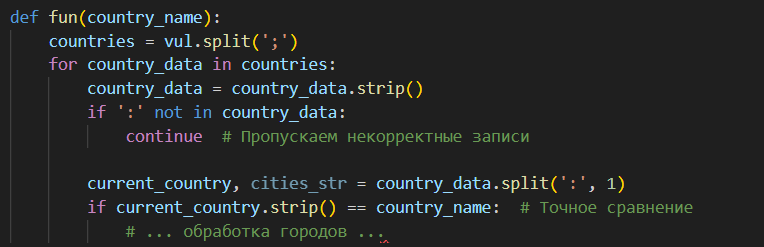 def fun(country_name):
    countries = vul.split(';')
    for country_data in countries:
        country_data = country_data.strip()
        if ':' not in country_data:
            continue  # Пропускаем некорректные записи

        current_country, cities_str = country_data.split(':', 1)
        if current_country.strip() == country_name:  # Точное сравнение
            # ... обработка городов ...